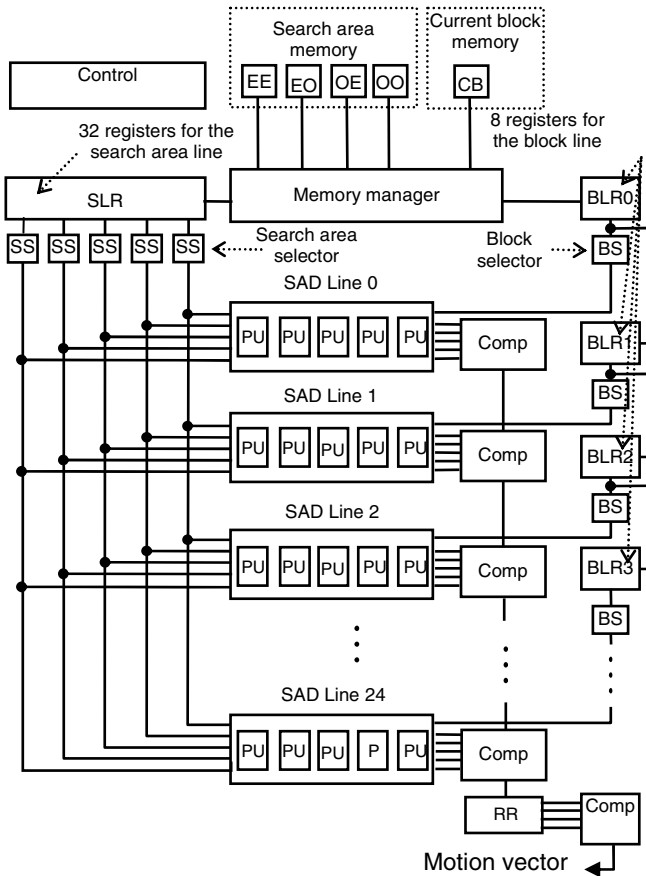 Search area
memory
Current block
memory
Control
EE
EO
OE
OO
CB
32 registers for the
search area line
8 registers for
the block line
SLR
Memory manager
BLR0
SS
SS
SS
SS
SS
Search area
selector
Block
selector
BS
SAD Line 0
PU
PU
PU
PU
PU
Comp
BLR1
SAD Line 1
BS
PU
PU
PU
PU
PU
Comp
BLR2
SAD Line 2
BS
PU
PU
PU
PU
PU
Comp
BLR3
BS
SAD Line 24
PU
PU
PU
P
PU
Comp
RR
Comp
Motion vector